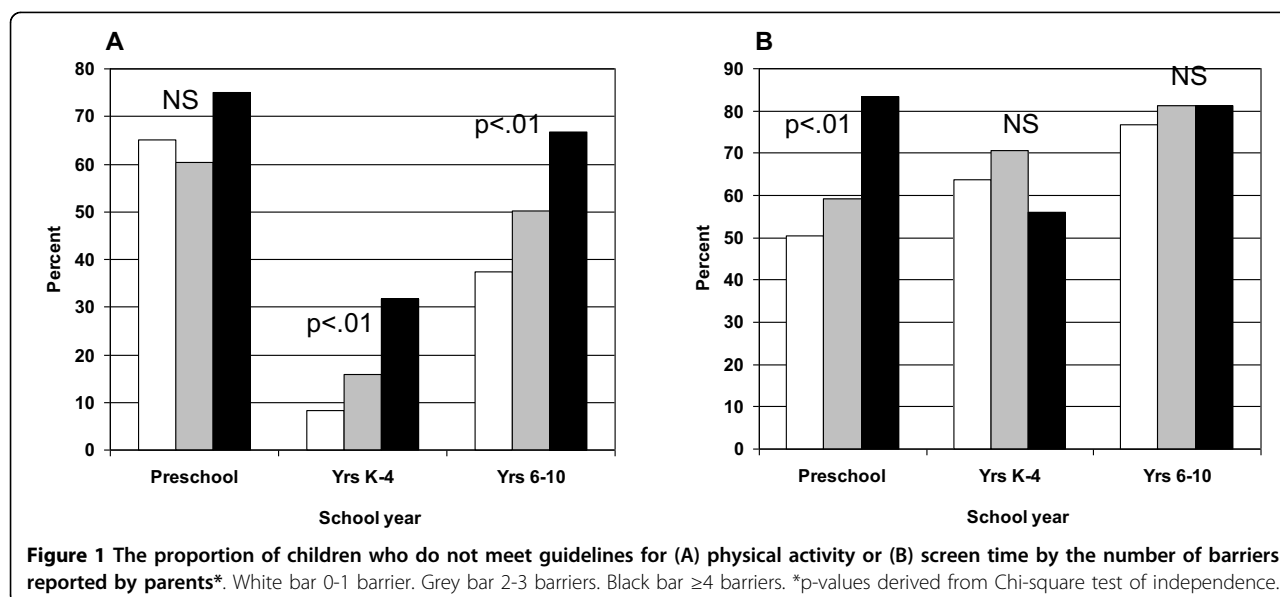 A
80
70
60
50
40
30
20
10
0
Percent
NS
p<.01
p<.01
Preschool
Yrs K-4
Yrs 6-10
School year
B
90
80
70
60
50
40
30
20
10
0
Percent
p<.01
NS
NS
Preschool
Yrs K-4
Yrs 6-10
School year
Figure 1 The proportion of children who do not meet guidelines for (A) physical activity or (B) screen time by the number of barriers
reported by parents*. White bar 0-1 barrier. Grey bar 2-3 barriers. Black bar ≥4 barriers. *p-values derived from Chi-square test of independence.